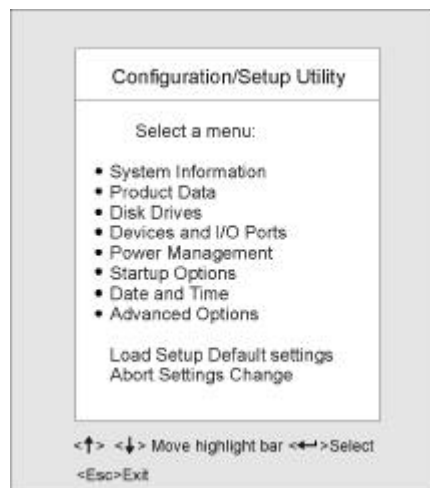 Configuration/Setup Utility
Select a menu:
• System Information
• Product Data
• Disk Drives
• Devices and I/O Ports
• Power Management
• Startup Options
• Date and Time
• Advanced Options
Load Setup Default settings
Abort Settings Change
<↑> <↓> Move highlight bar <↵>Select
<Esc>Exit